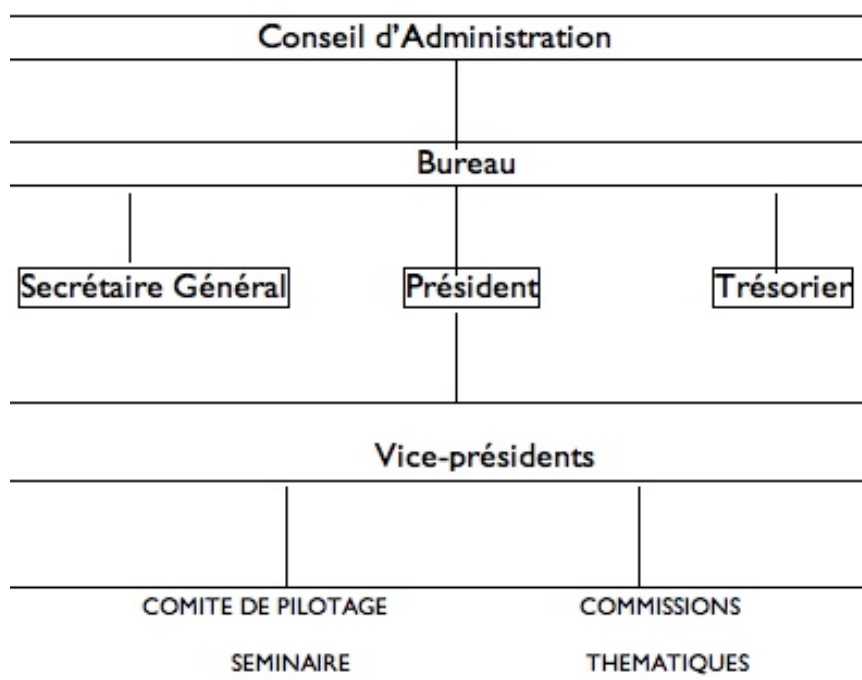 Conseil d'Administration
Bureau
Secrétaire Général
Président
Trésorier
Vice-présidents
COMITE DE PILOTAGE
COMMISSIONS
SEMINAIRE
THEMATIQUES